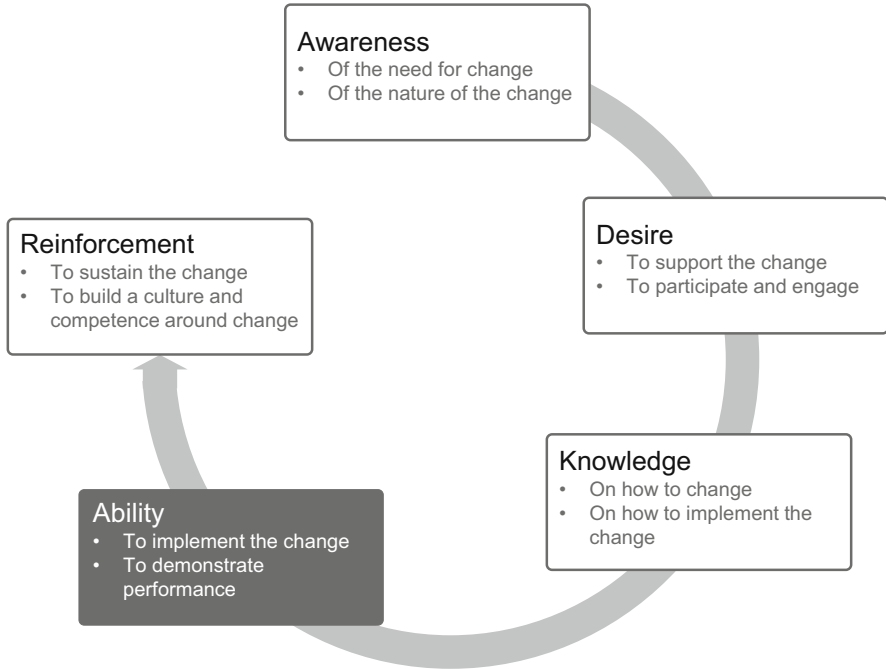 Awareness
• Of the need for change
• Of the nature of the change
Desire
• To support the change
• To participate and engage
Knowledge
• On how to change
• On how to implement the
change
Ability
• To implement the change
• To demonstrate
performance
Reinforcement
• To sustain the change
• To build a culture and
competence around change